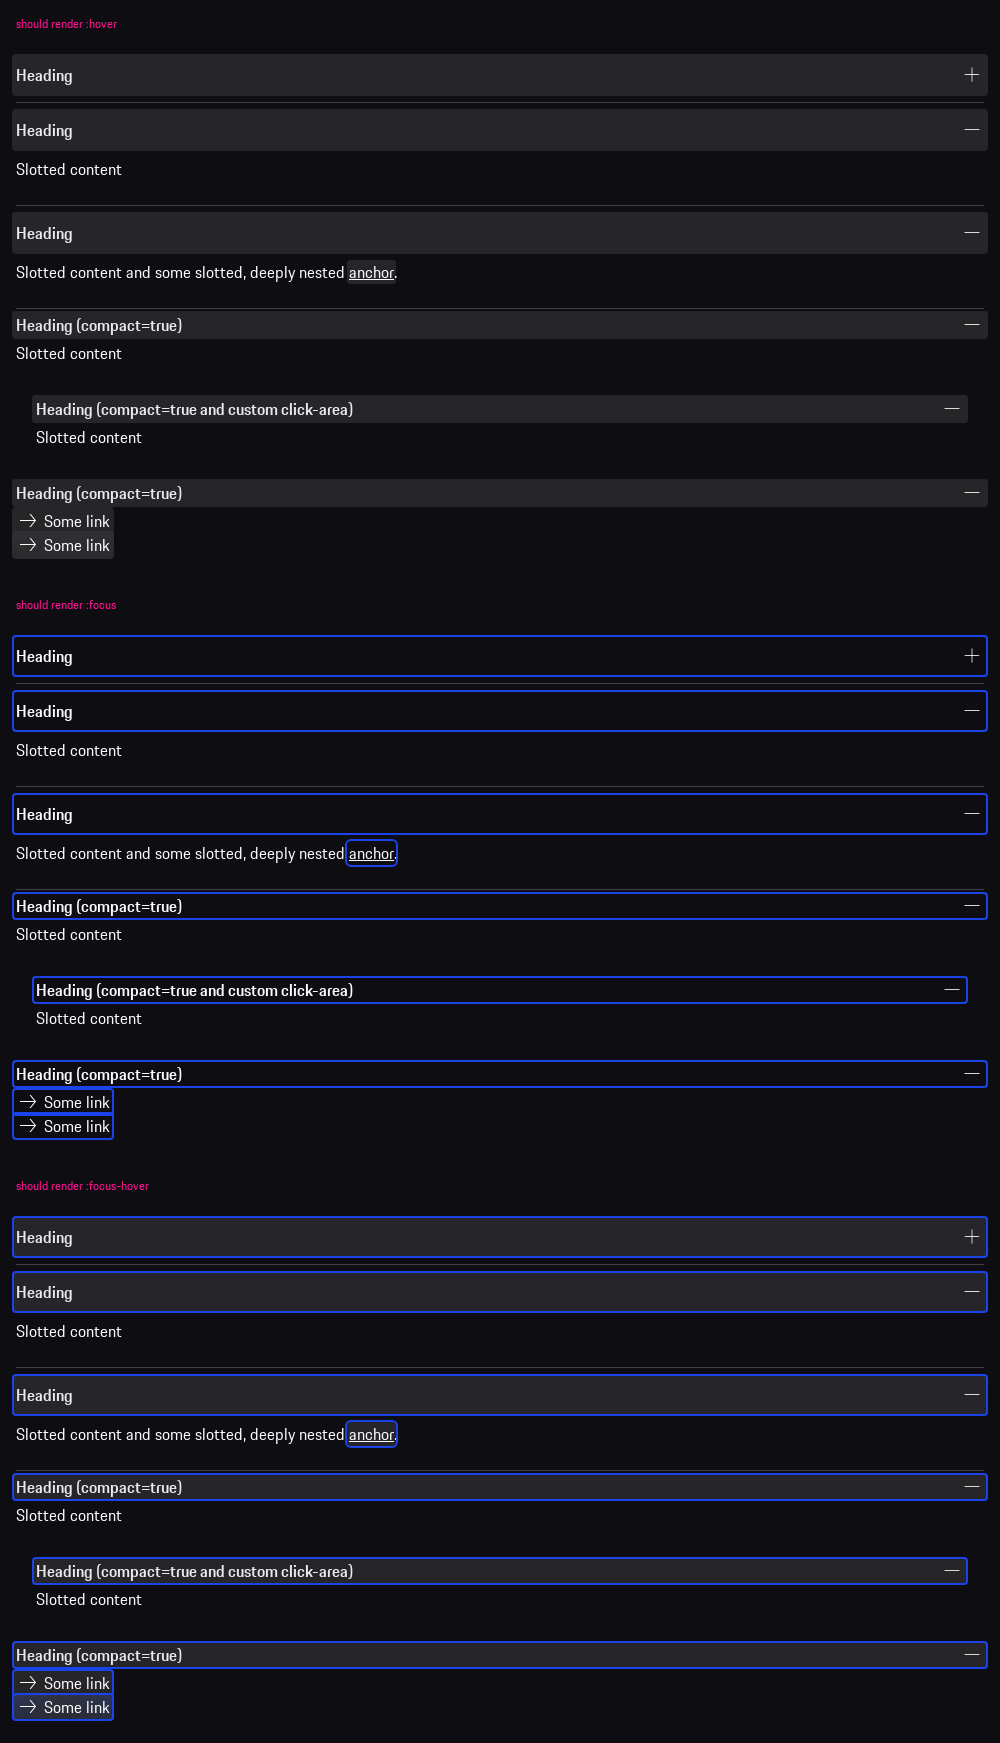 should render :hover
Heading
Heading
Slotted content
Heading
Slotted content and some slotted, deeply nested anchor.
Heading (compact=true)
Slotted content
Heading (compact=true and custom click-area)
Slotted content
Heading (compact=true)
Some link
Some link
should render :focus
Heading
Heading
Slotted content
Heading
Slotted content and some slotted, deeply nested anchor.
Heading (compact=true)
Slotted content
Heading (compact=true and custom click-area)
Slotted content
Heading (compact=true)
Some link
Some link
should render :focus-hover
Heading
Heading
Slotted content
Heading
Slotted content and some slotted, deeply nested anchor.
Heading (compact=true)
Slotted content
Heading (compact=true and custom click-area)
Slotted content
Heading (compact=true)
Some link
Some link